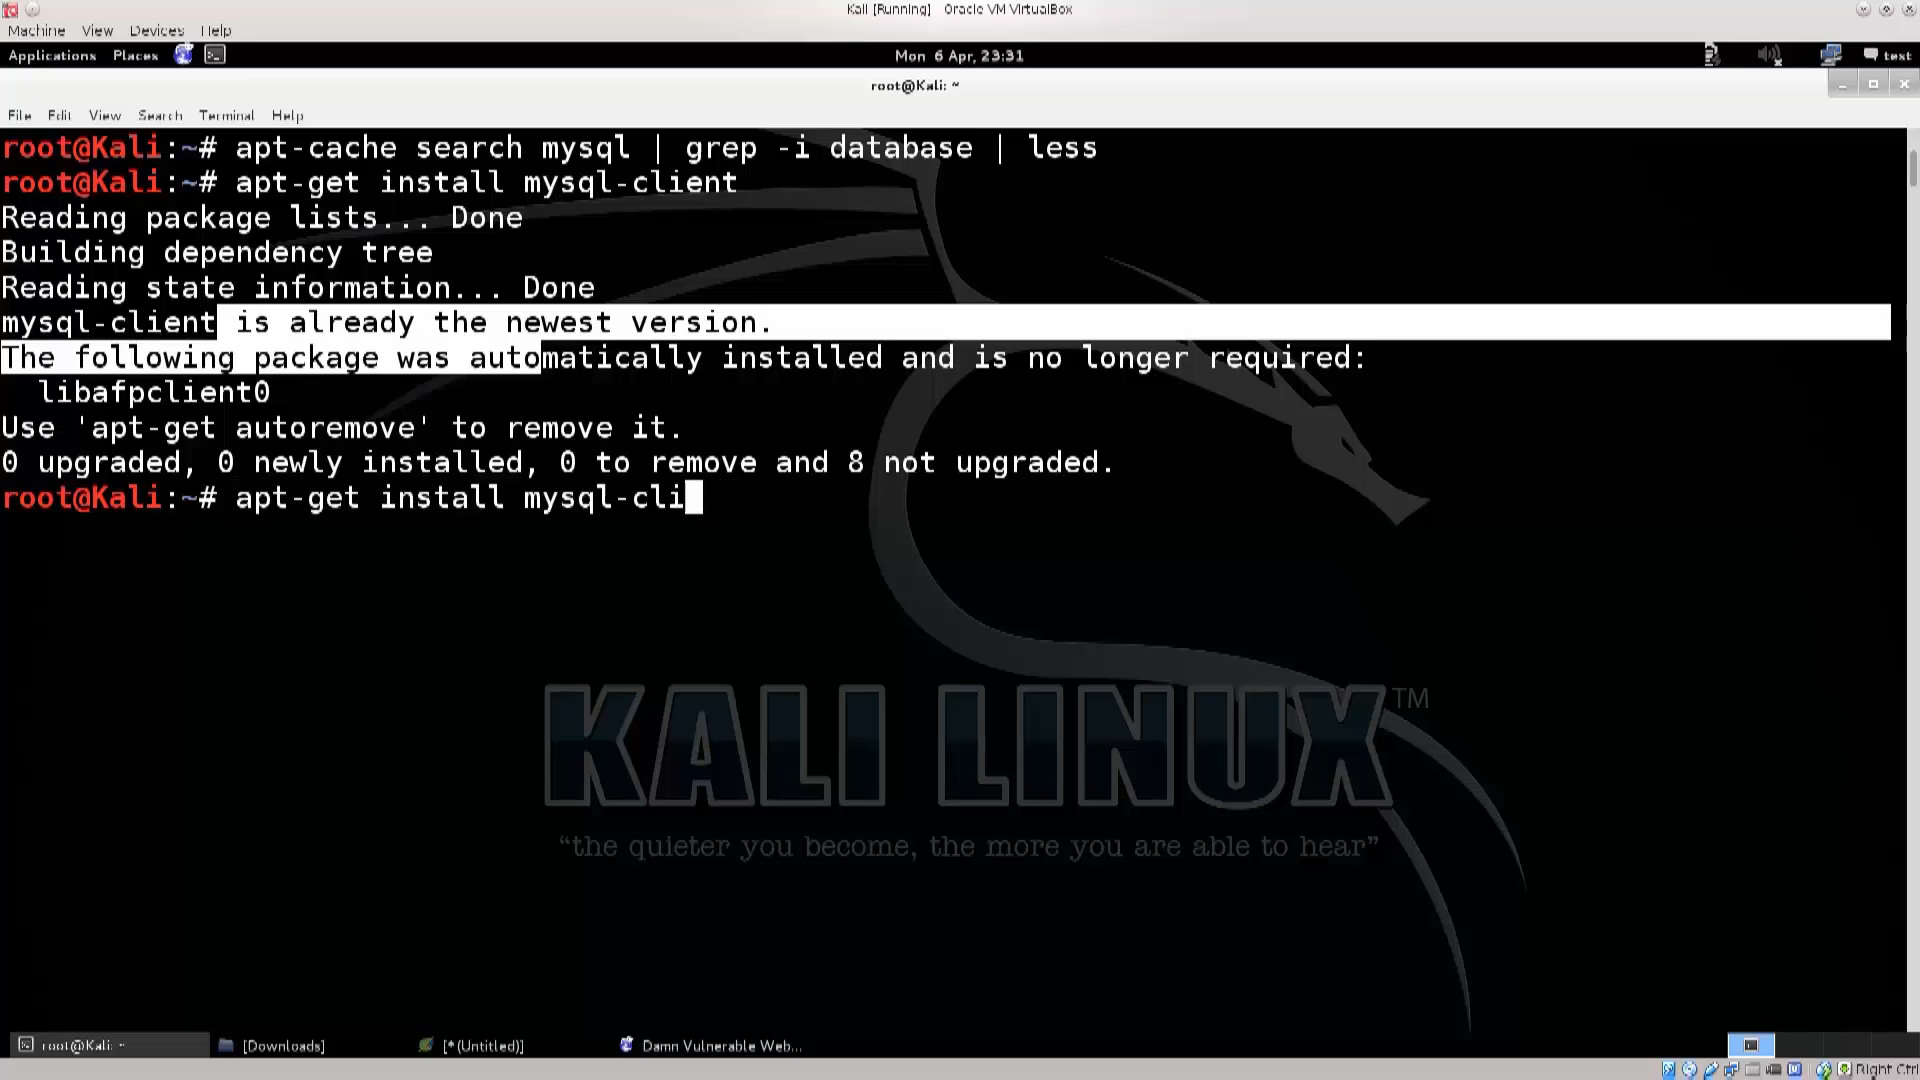 Kali [Running] - Oracle VM VirtualBox
Machine View Devices Help
Applications Places Mon 6 Apr, 23:31 text
root@Kali: ~
File Edit View Search Terminal Help
root@Kali:~# apt-cache search mysql | grep -i database | less
root@Kali:~# apt-get install mysql-client
Reading package lists... Done
Building dependency tree
Reading state information... Done
mysql-client is already the newest version.
The following package was automatically installed and is no longer required:
libafpclient0
Use 'apt-get autoremove' to remove it.
0 upgraded, 0 newly installed, 0 to remove and 8 not upgraded.
root@Kali:~# apt-get install mysql-cli
KALI LINUX™
“the quieter you become, the more you are able to hear”
root@Kali: ~ [Downloads] [*(Untitled)] Damn Vulnerable Web...
Right Ctrl